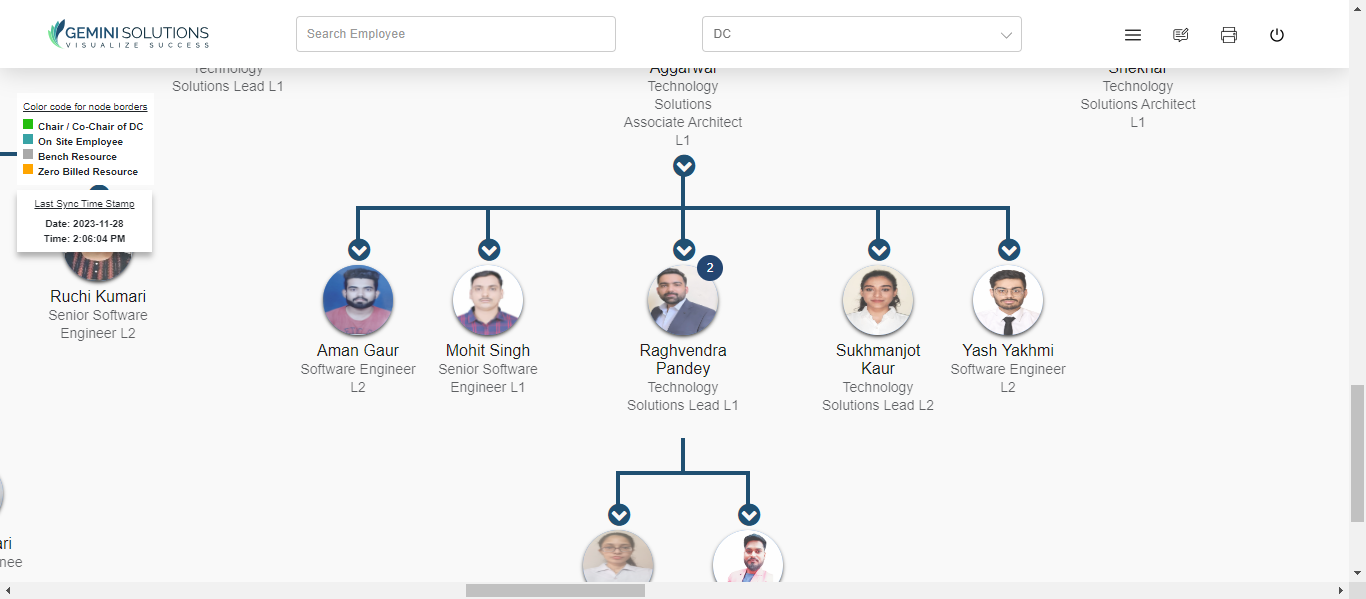 GEMINI SOLUTIONS
VISUALIZE SUCCESS
Search Employee
DC
Technology
Solutions Lead L1
Aggarwal
Technology
Solutions
Associate Architect
L1
Shekhar
Technology
Solutions Architect
L1
Color code for node borders
Chair / Co-Chair of DC
On Site Employee
Bench Resource
Zero Billed Resource
Last Sync Time Stamp
Date: 2023-11-28
Time: 2:06:04 PM
Ruchi Kumari
Senior Software
Engineer L2
Aman Gaur
Software Engineer
L2
Mohit Singh
Senior Software
Engineer L1
2
Raghvendra
Pandey
Technology
Solutions Lead L1
Sukhmanjot
Kaur
Technology
Solutions Lead L2
Yash Yakhmi
Software Engineer
L2
ari
nee